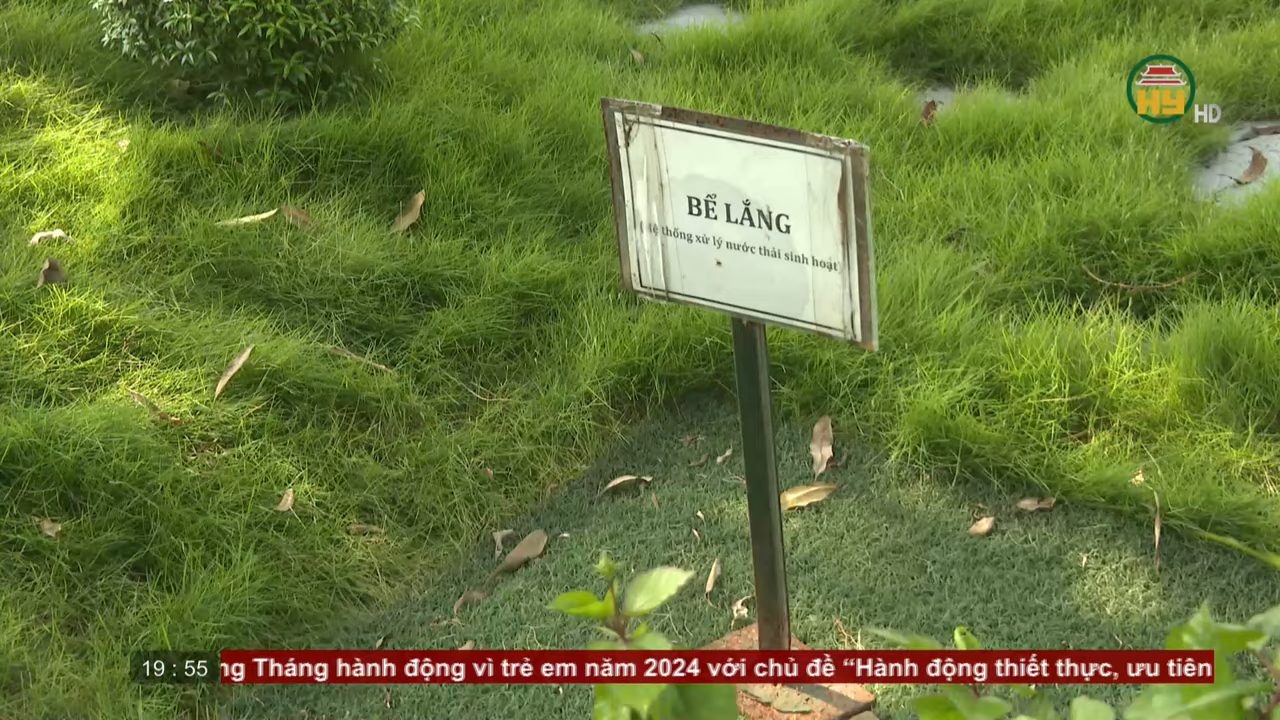 HY HD
BỂ LẮNG
(Hệ thống xử lý nước thải sinh hoạt)
19 : 55
ng Tháng hành động vì trẻ em năm 2024 với chủ đề “Hành động thiết thực, ưu tiên